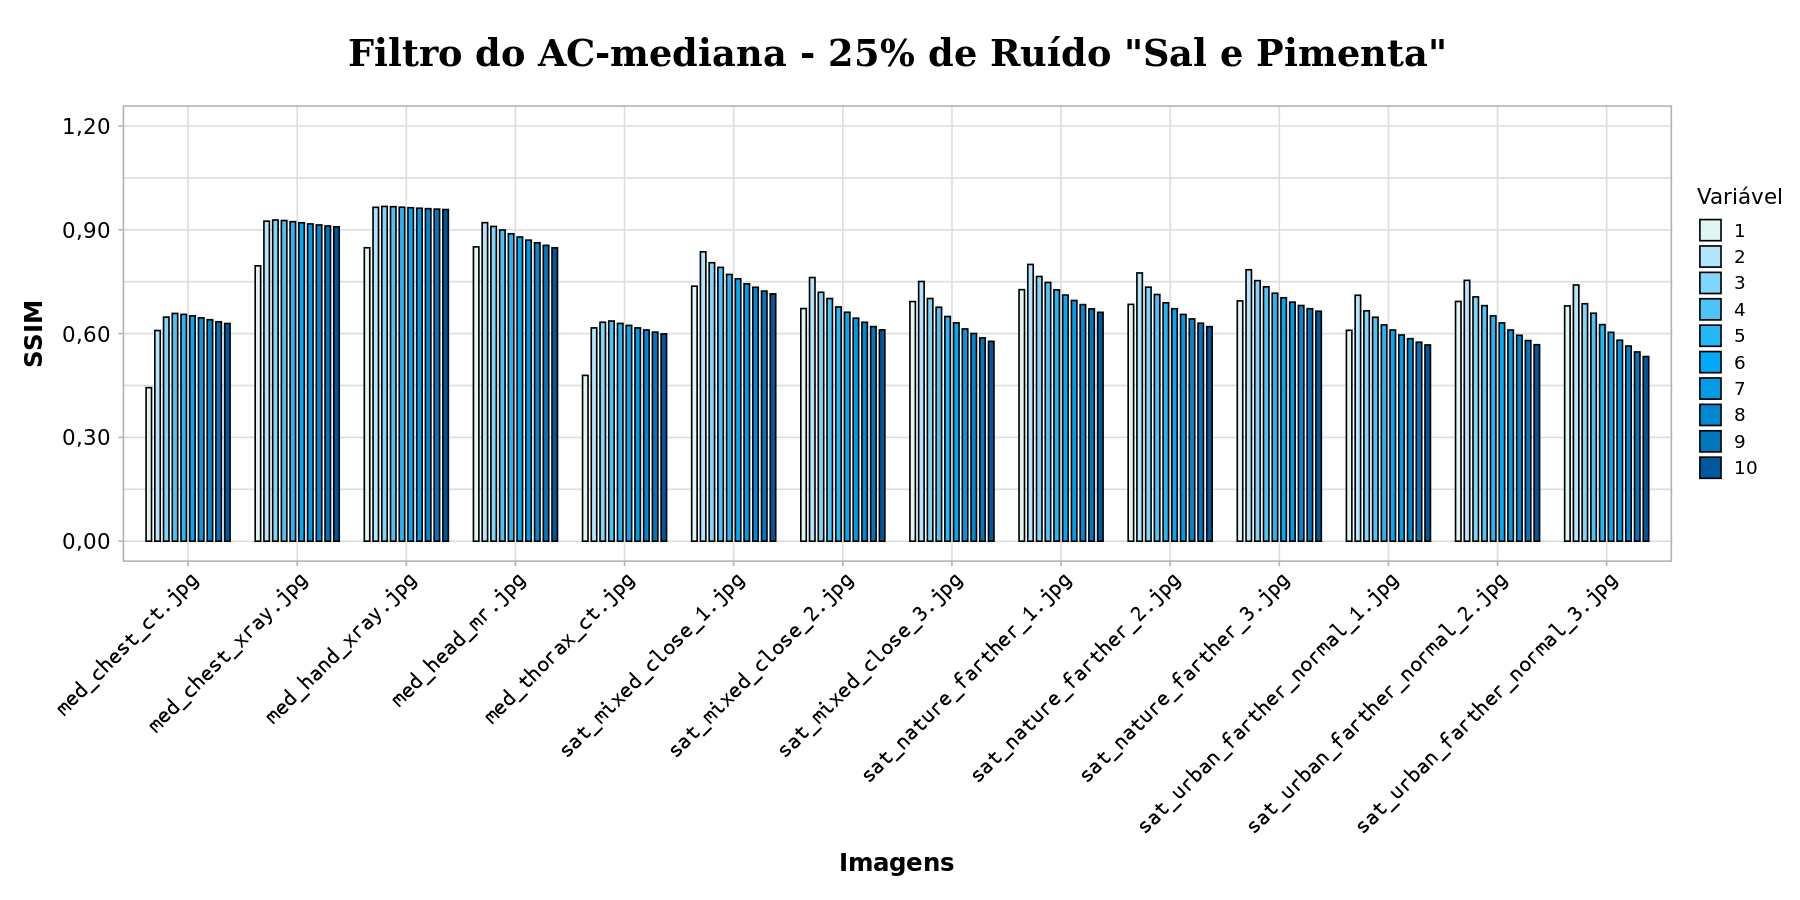 Filtro do AC-mediana - 25% de Ruído "Sal e Pimenta"
SSIM
1,20
0,90
0,60
0,30
0,00
med_chest_ct.jpg
med_chest_xray.jpg
med_hand_xray.jpg
med_head_mr.jpg
med_thorax_ct.jpg
sat_mixed_close_1.jpg
sat_mixed_close_2.jpg
sat_mixed_close_3.jpg
sat_nature_farther_1.jpg
sat_nature_farther_2.jpg
sat_nature_farther_3.jpg
sat_urban_farther_normal_1.jpg
sat_urban_farther_normal_2.jpg
sat_urban_farther_normal_3.jpg
Imagens
Variável
1
2
3
4
5
6
7
8
9
10